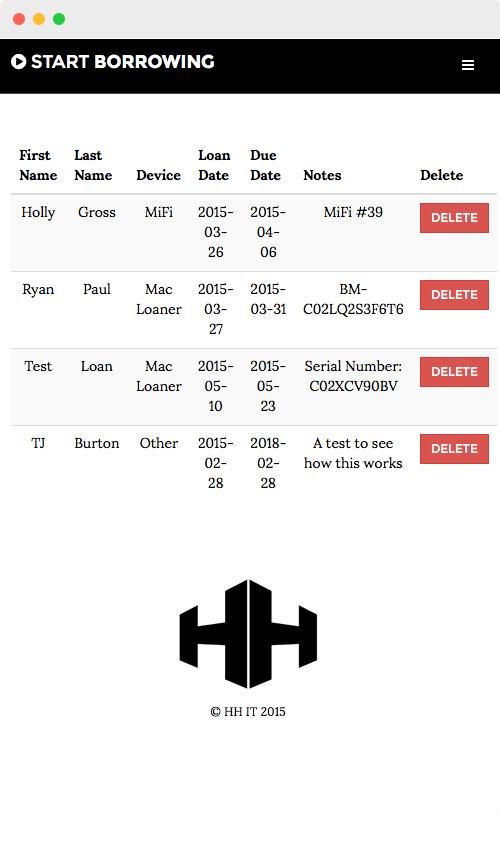 START BORROWING
First Name Last Name Device Loan Date Due Date Notes Delete
Holly Gross MiFi 2015-03-26 2015-04-06 MiFi #39 DELETE
Ryan Paul Mac Loaner 2015-03-27 2015-03-31 BM-C02LQ2S3F6T6 DELETE
Test Loan Mac Loaner 2015-05-10 2015-05-23 Serial Number: C02XCV90BV DELETE
TJ Burton Other 2015-02-28 2018-02-28 A test to see how this works DELETE
HH
© HH IT 2015